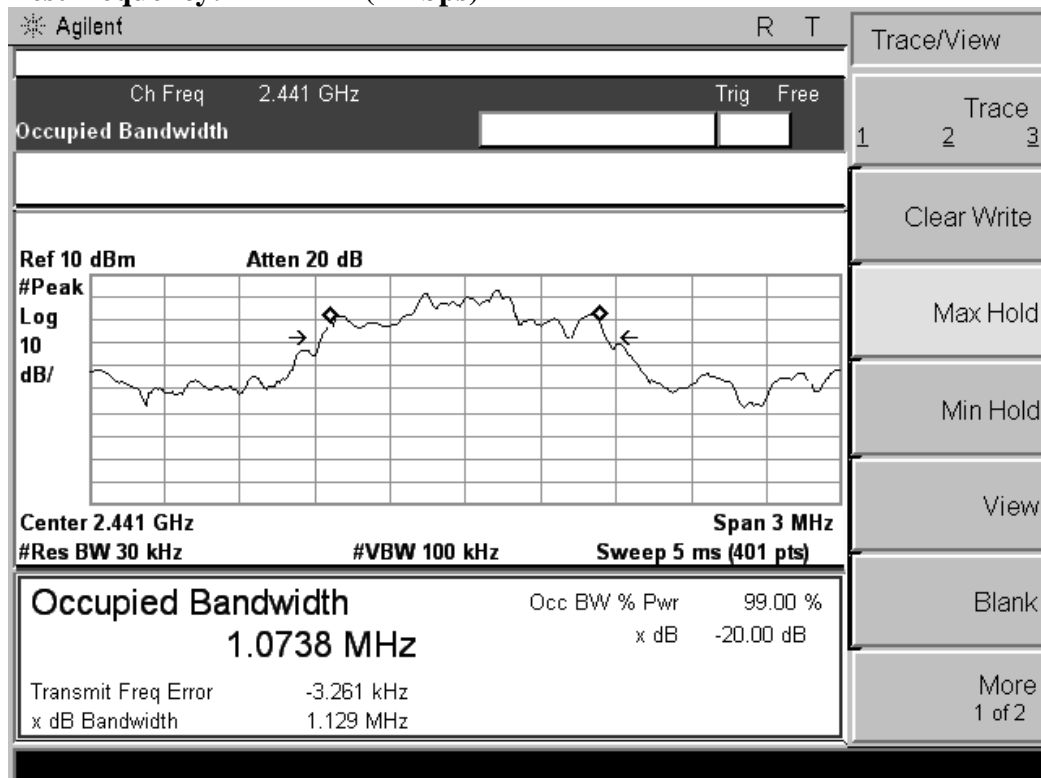 Agilent R T
Trace/View
Ch Freq 2.441 GHz Trig Free
Occupied Bandwidth
Trace
1 2 3
Clear Write
Ref 10 dBm Atten 20 dB
#Peak
Log
10
dB/
Max Hold
Min Hold
Center 2.441 GHz Span 3 MHz
#Res BW 30 kHz #VBW 100 kHz Sweep 5 ms (401 pts)
View
Occupied Bandwidth
1.0738 MHz
Occ BW % Pwr 99.00 %
x dB -20.00 dB
Transmit Freq Error -3.261 kHz
x dB Bandwidth 1.129 MHz
Blank
More
1 of 2